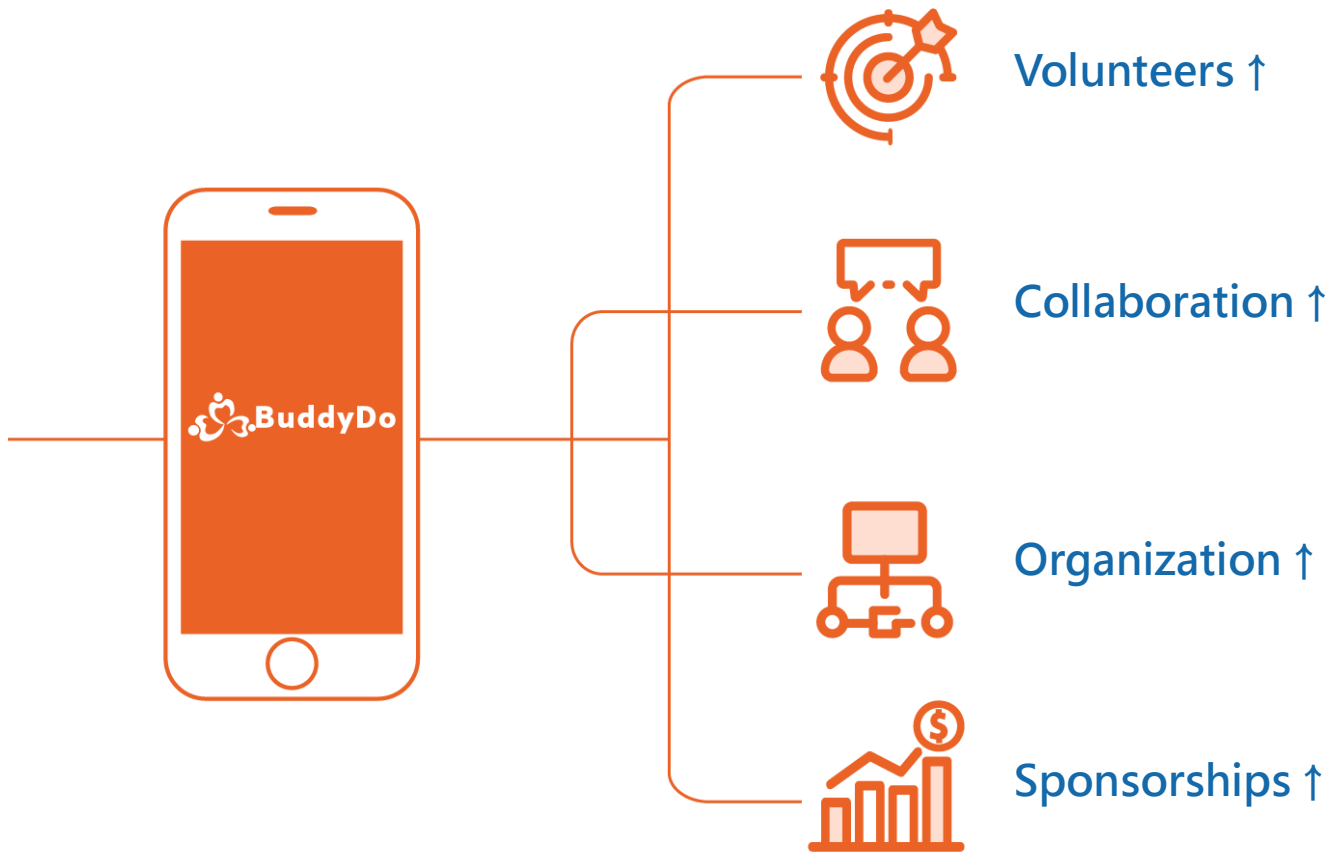 Volunteers ↑
Collaboration ↑
BuddyDo
Organization ↑
$
Sponsorships ↑